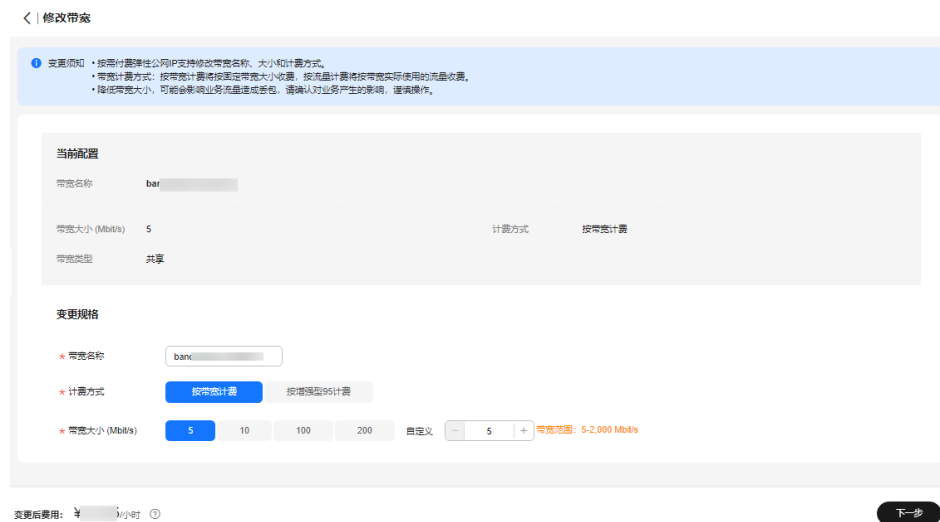 修改带宽
变更须知 • 按需付费弹性公网IP支持修改带宽名称、大小和计费方式。
• 带宽计费方式：按带宽计费将按固定带宽大小收费，按流量计费将按带宽实际使用的流量收费。
• 降低带宽大小，可能会影响业务流量造成丢包，请确认对业务产生的影响，谨慎操作。
当前配置
带宽名称 ban
带宽大小 (Mbit/s) 5 计费方式 按带宽计费
带宽类型 共享
变更规格
* 带宽名称 band
* 计费方式 按带宽计费 按增强型95计费
* 带宽大小 (Mbit/s) 5 10 100 200 自定义 − 5 + 带宽范围：5-2,000 Mbit/s
变更后费用： ¥ /小时
下一步